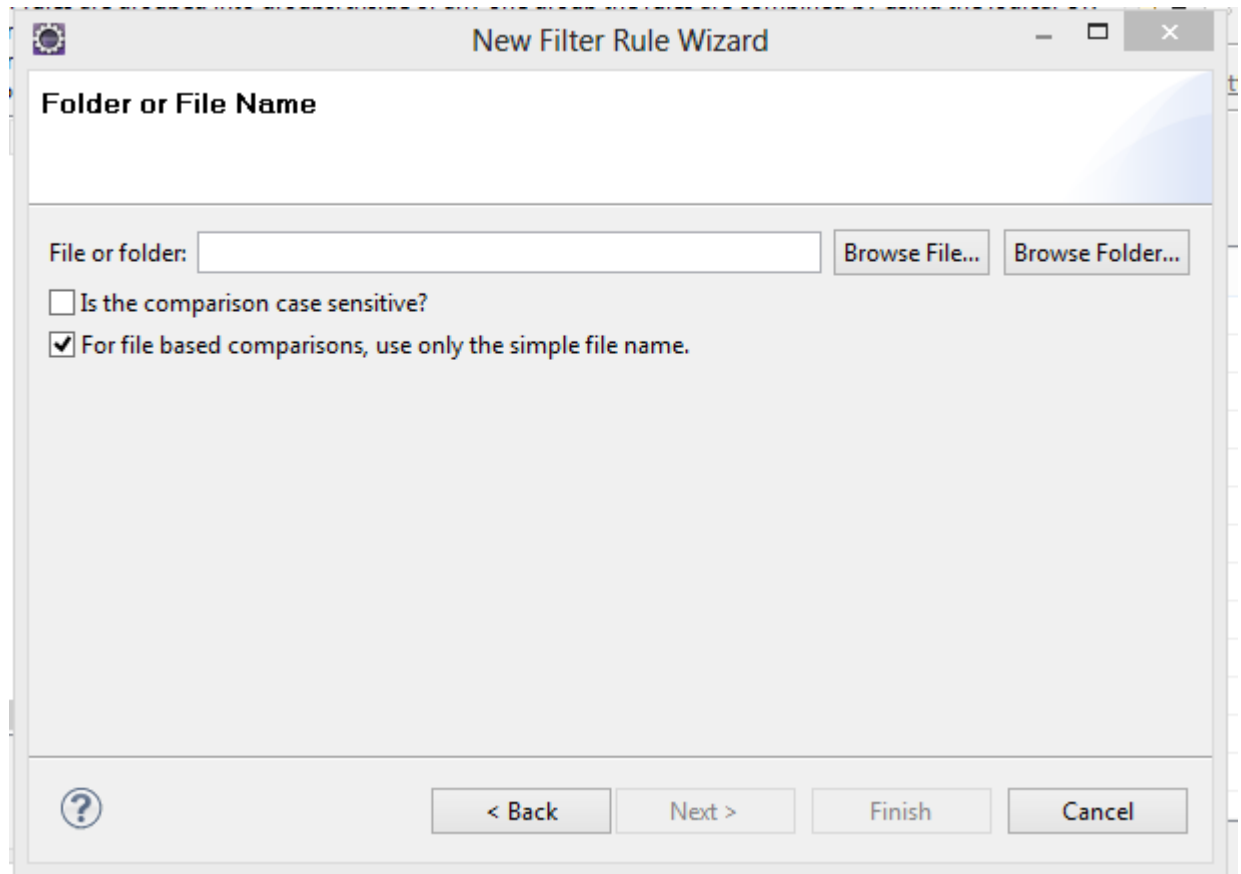 New Filter Rule Wizard
Folder or File Name
File or folder:
Browse File...
Browse Folder...
Is the comparison case sensitive?
For file based comparisons, use only the simple file name.
?
< Back
Next >
Finish
Cancel